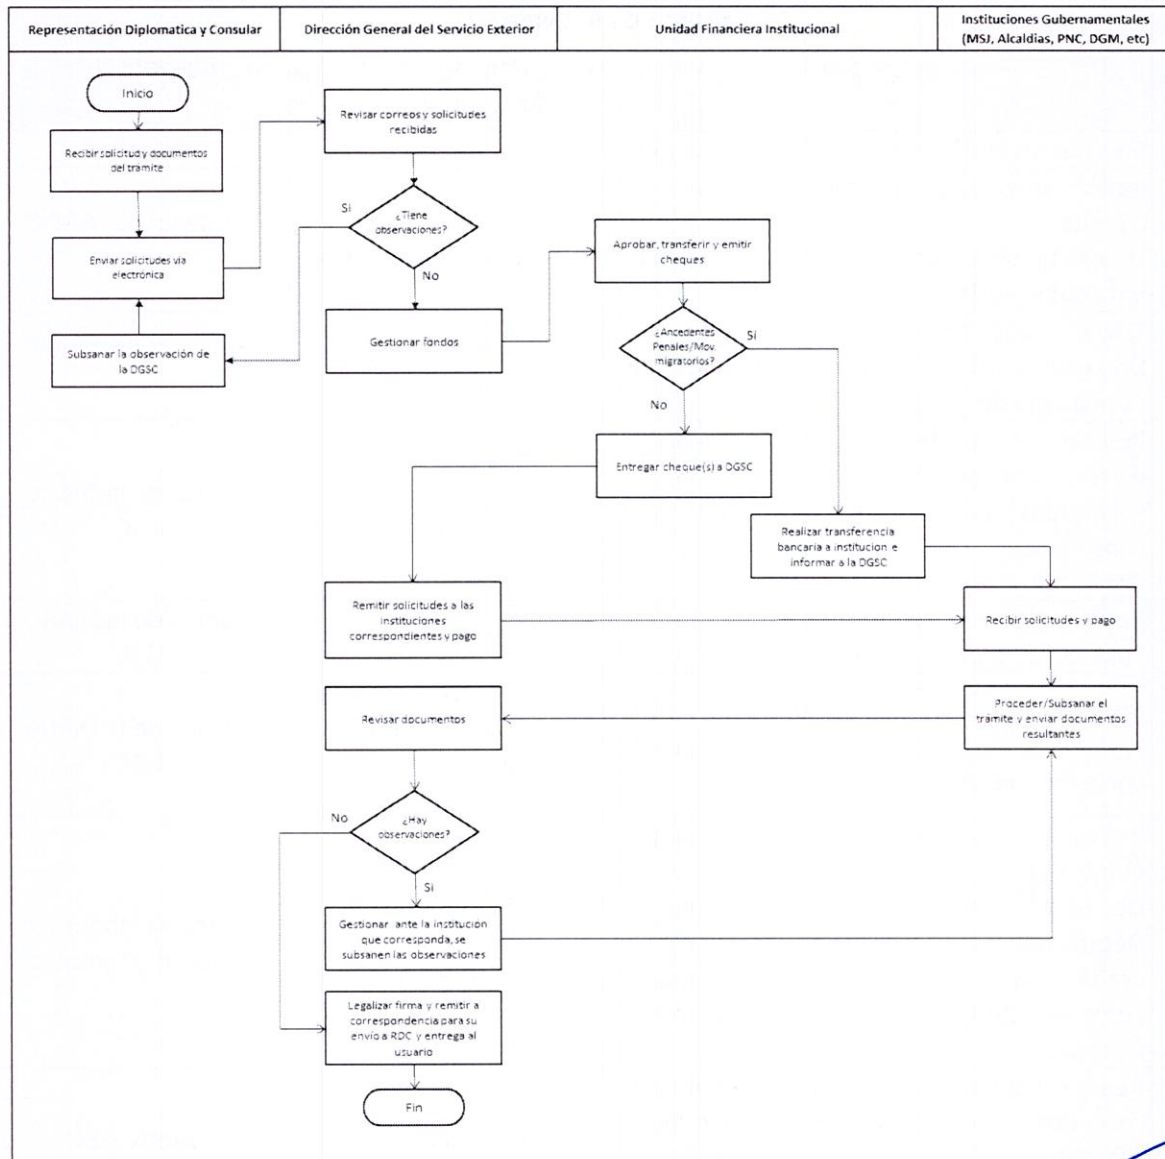 Representación Diplomatica y Consular
Dirección General del Servicio Exterior
Unidad Financiera Institucional
Instituciones Gubernamentales
(MSJ, Alcaldias, PNC, DGM, etc)
Inicio
Recibir solicitud y documentos
del tramite
Enviar solicitudes via
electrónica
Subsanar la observación de
la DGSC
Revisar correos y solicitudes
recibidas
Si
¿Tiene
observaciones?
No
Gestionar fondos
Aprobar, transferir y emitir
cheques
¿Ancedentes
Penales/Mov.
migratorios?
Si
No
Entregar cheque(s) a DGSC
Realizar transferencia
bancaria a institucion e
informar a la DGSC
Remitir solicitudes a las
instituciones
correspondientes y pago
Recibir solicitudes y pago
Proceder/Subsanar el
trámite y enviar documentos
resultantes
Revisar documentos
No
¿Hay
observaciones?
Si
Gestionar ante la institucion
que corresponda, se
subsanen las observaciones
Legalizar firma y remitir a
correspondencia para su
envío a RDC y entrega al
usuario
Fin